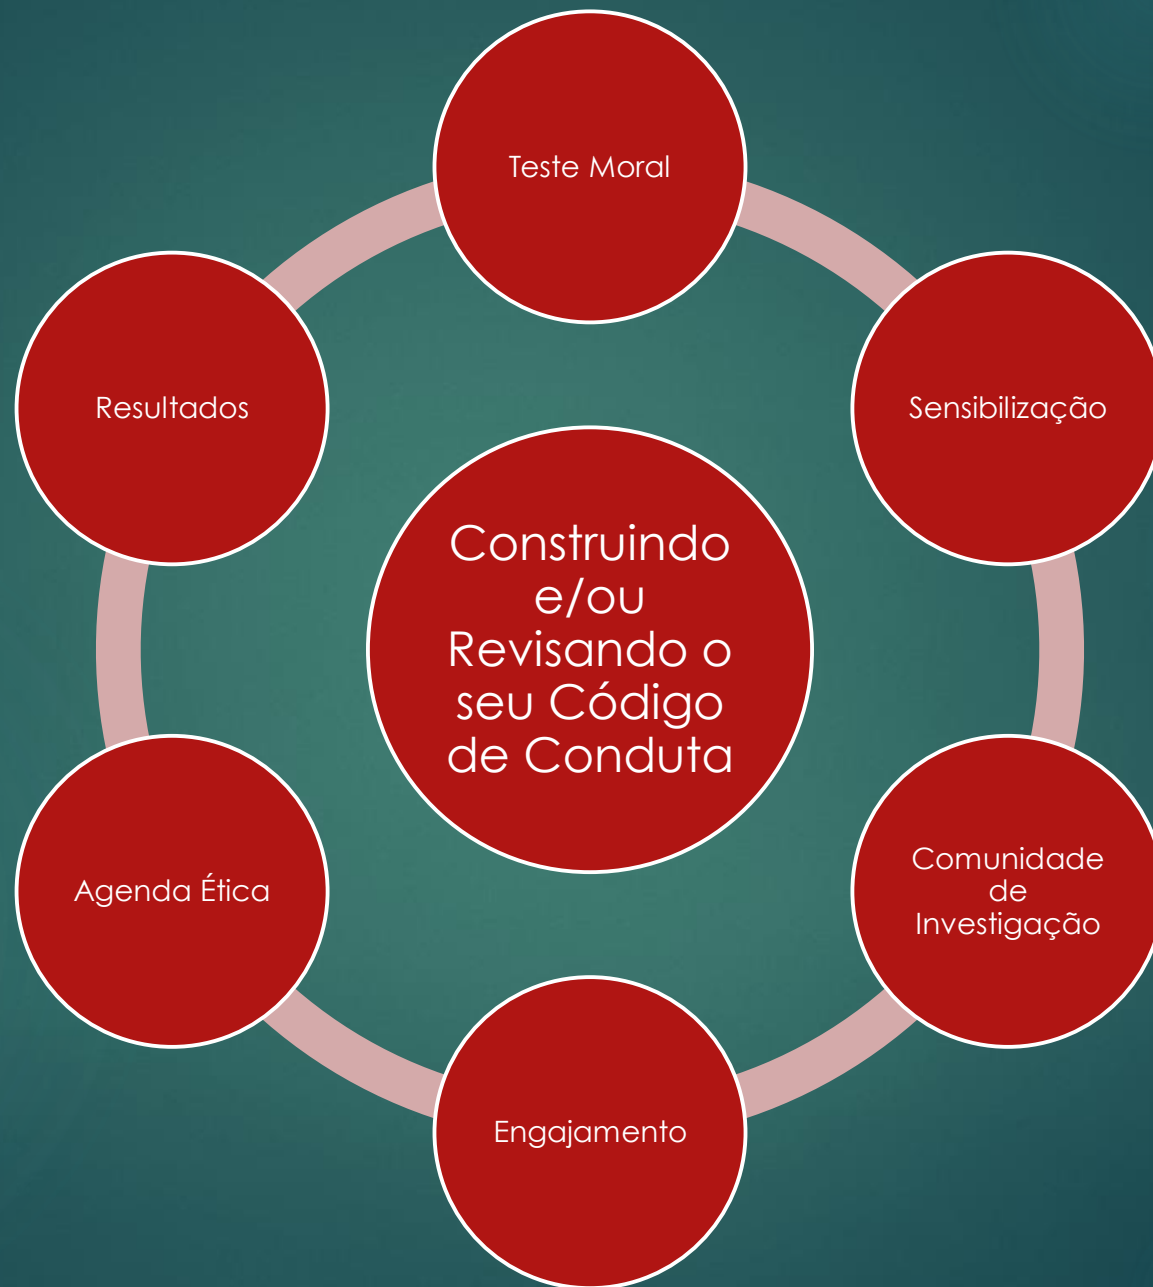 Teste Moral
Resultados
Sensibilização
Construindo
e/ou
Revisando o
seu Código
de Conduta
Agenda Ética
Comunidade
de
Investigação
Engajamento